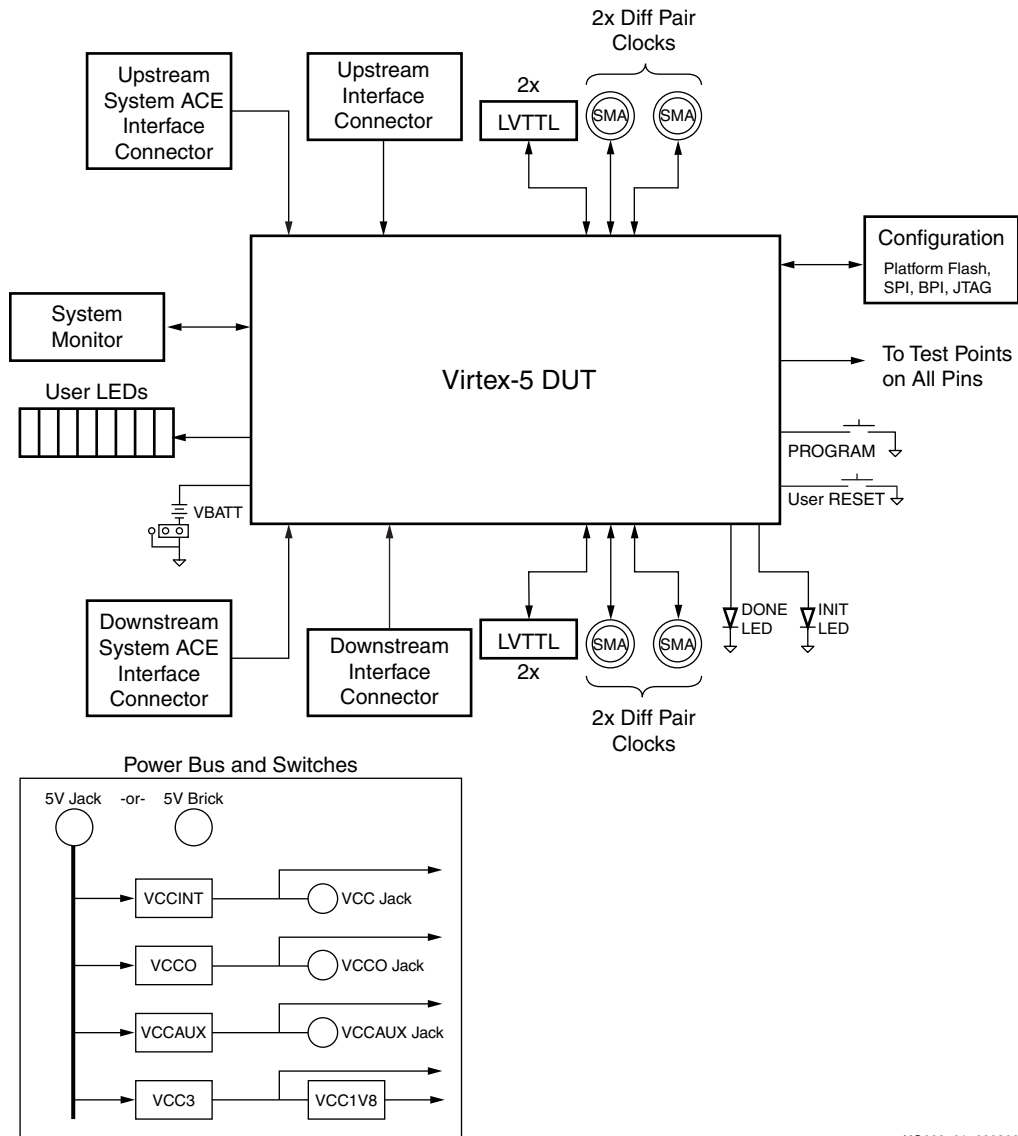 2x Diff Pair
Clocks
Upstream
System ACE
Interface
Connector
Upstream
Interface
Connector
2x
LVTTL
SMA
SMA
Configuration
Platform Flash,
SPI, BPI, JTAG
System
Monitor
Virtex-5 DUT
To Test Points
on All Pins
User LEDs
PROGRAM
User RESET
VBATT
Downstream
System ACE
Interface
Connector
Downstream
Interface
Connector
LVTTL
2x
SMA
SMA
DONE
LED
INIT
LED
2x Diff Pair
Clocks
Power Bus and Switches
5V Jack -or- 5V Brick
VCCINT
VCC Jack
VCCO
VCCO Jack
VCCAUX
VCCAUX Jack
VCC3
VCC1V8